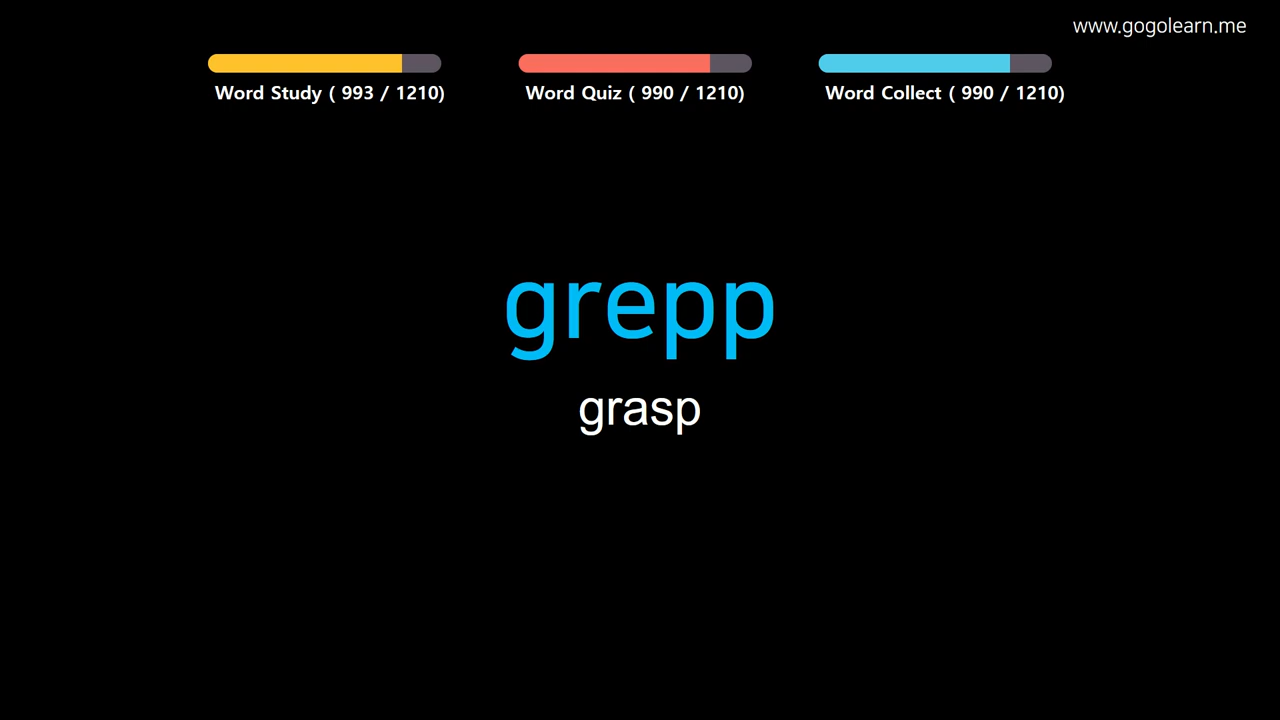 www.gogolearn.me
Word Study ( 993 / 1210)
Word Quiz ( 990 / 1210)
Word Collect ( 990 / 1210)
grepp
grasp